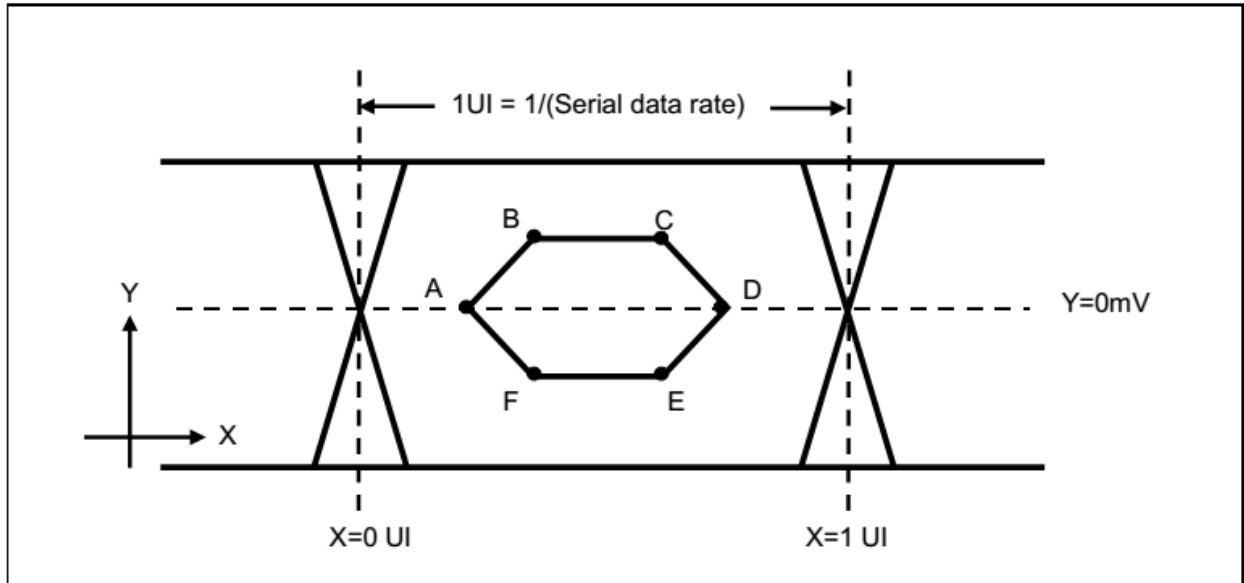 1UI = 1/(Serial data rate)
B
C
A
D
Y
Y=0mV
F
E
X
X=0 UI
X=1 UI